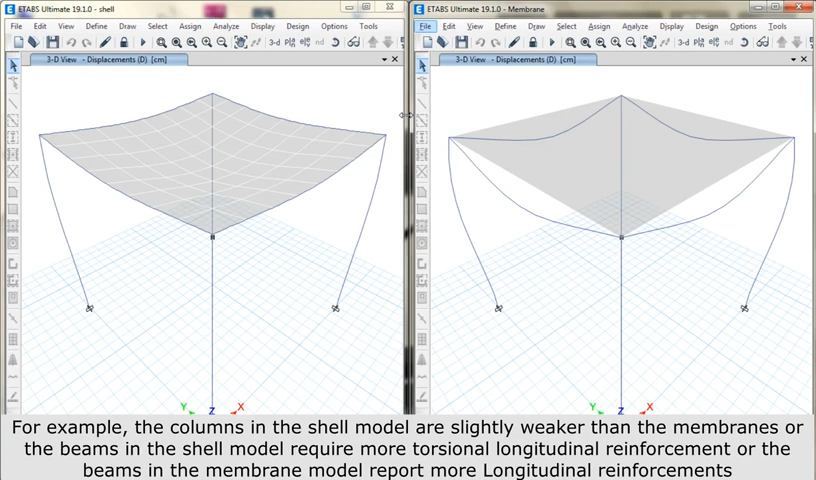 ETABS Ultimate 19.1.0 - shell
File Edit View Define Draw Select Assign Analyze Display Design Options Tools
3-d
nd
3-D View - Displacements (D) [cm]
Y Z X
ETABS Ultimate 19.1.0 - Membrane
File Edit View Define Draw Select Assign Analyze Display Design Options Tools
3-d
nd
3-D View - Displacements (D) [cm]
Y Z X
For example, the columns in the shell model are slightly weaker than the membranes or
the beams in the shell model require more torsional longitudinal reinforcement or the
beams in the membrane model report more Longitudinal reinforcements